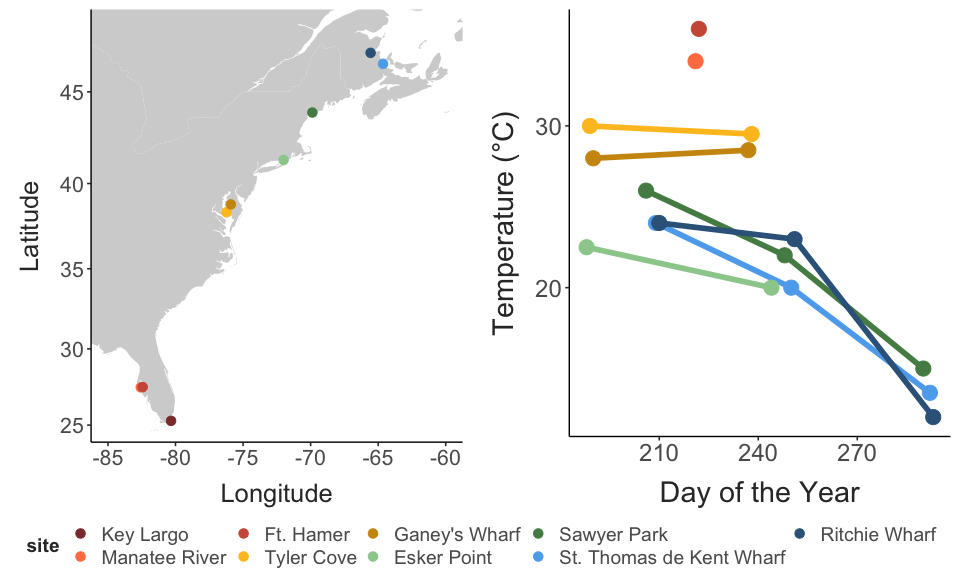 45
40
35
30
25
Latitude
-85 -80 -75 -70 -65 -60
Longitude
30
20
Temperature (°C)
210 240 270
Day of the Year
site
Key Largo
Ft. Hamer
Ganey's Wharf
Sawyer Park
Ritchie Wharf
Manatee River
Tyler Cove
Esker Point
St. Thomas de Kent Wharf